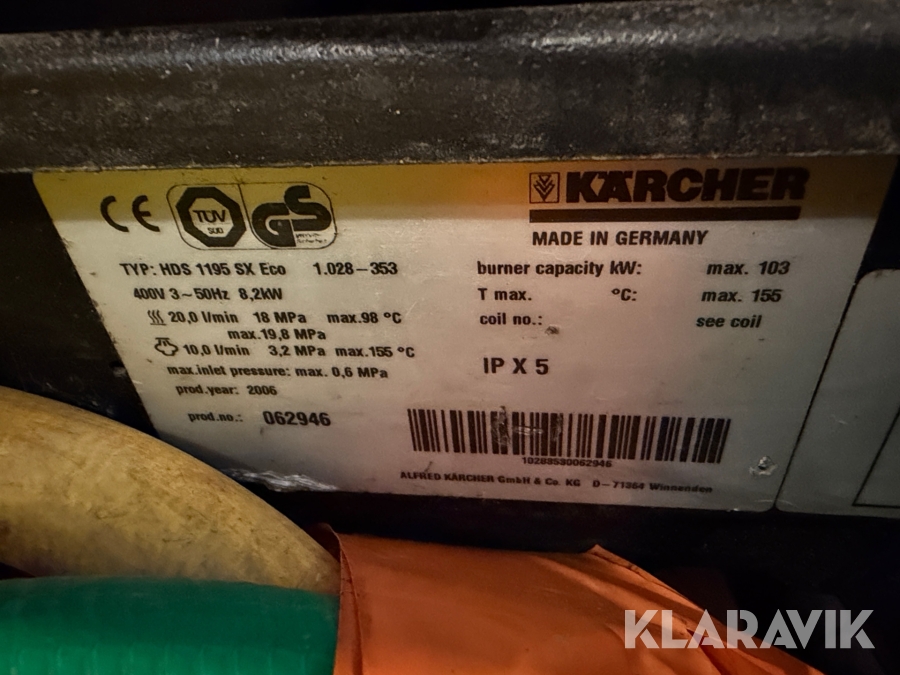 CE TÜV SÜD GS
KÄRCHER
MADE IN GERMANY
TYP: HDS 1195 SX Eco 1.028-353
400V 3~50Hz 8,2kW
20,0 l/min 18 MPa max.98 °C
max.19,8 MPa
10,0 l/min 3,2 MPa max.155 °C
max.inlet pressure: max. 0,6 MPa
prod.year: 2006
prod.no.: 062946
burner capacity kW: max. 103
T max. °C: max. 155
coil no.: see coil
IP X 5
10283530062946
ALFRED KÄRCHER GmbH & Co. KG D-71364 Winnenden
KLARAVIK